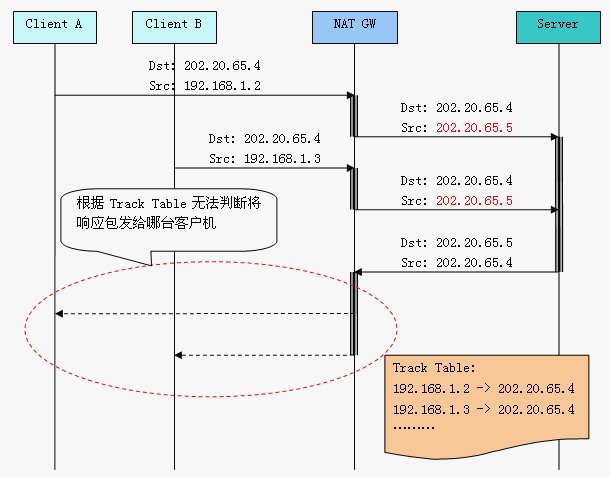 Client A
Client B
NAT GW
Server
Dst: 202.20.65.4
Src: 192.168.1.2
Dst: 202.20.65.4
Src: 202.20.65.5
Dst: 202.20.65.4
Src: 192.168.1.3
Dst: 202.20.65.4
Src: 202.20.65.5
根据 Track Table 无法判断将
响应包发给哪台客户机
Dst: 202.20.65.5
Src: 202.20.65.4
Track Table:
192.168.1.2 -> 202.20.65.4
192.168.1.3 -> 202.20.65.4
………